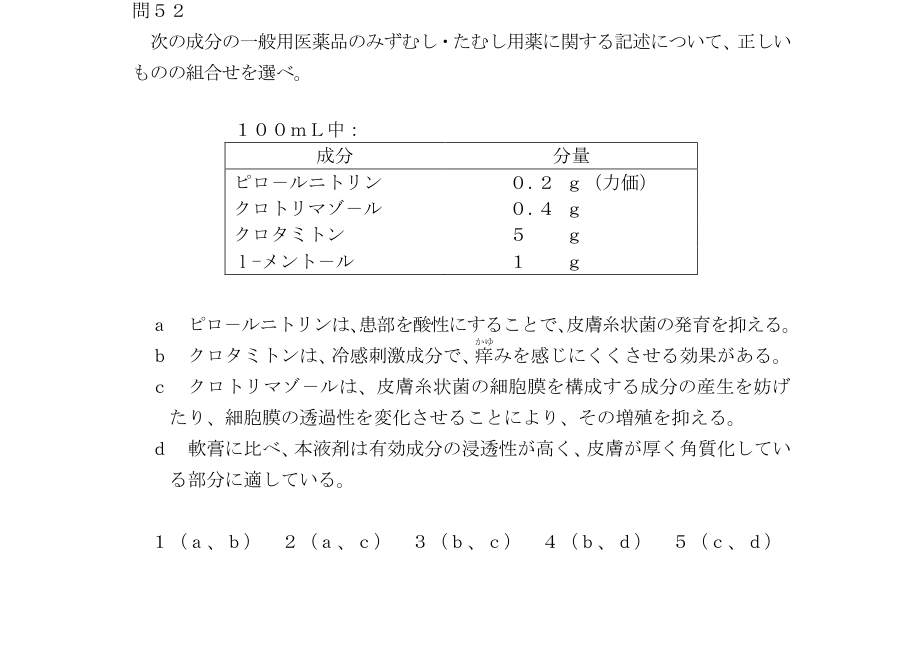 問５２
次の成分の一般用医薬品のみずむし・たむし用薬に関する記述について、正しい
ものの組合せを選べ。
１００ｍＬ中：
成分 分量
ピロールニトリン ０．２ ｇ（力価）
クロトリマゾール ０．４ ｇ
クロタミトン ５ ｇ
ｌ-メントール １ ｇ
ａ ピロールニトリンは、患部を酸性にすることで、皮膚糸状菌の発育を抑える。
ｂ クロタミトンは、冷感刺激成分で、痒みを感じにくくさせる効果がある。
かゆ
ｃ クロトリマゾールは、皮膚糸状菌の細胞膜を構成する成分の産生を妨げ
たり、細胞膜の透過性を変化させることにより、その増殖を抑える。
ｄ 軟膏に比べ、本液剤は有効成分の浸透性が高く、皮膚が厚く角質化してい
る部分に適している。
１（ａ、ｂ） ２（ａ、ｃ） ３（ｂ、ｃ） ４（ｂ、ｄ） ５（ｃ、ｄ）